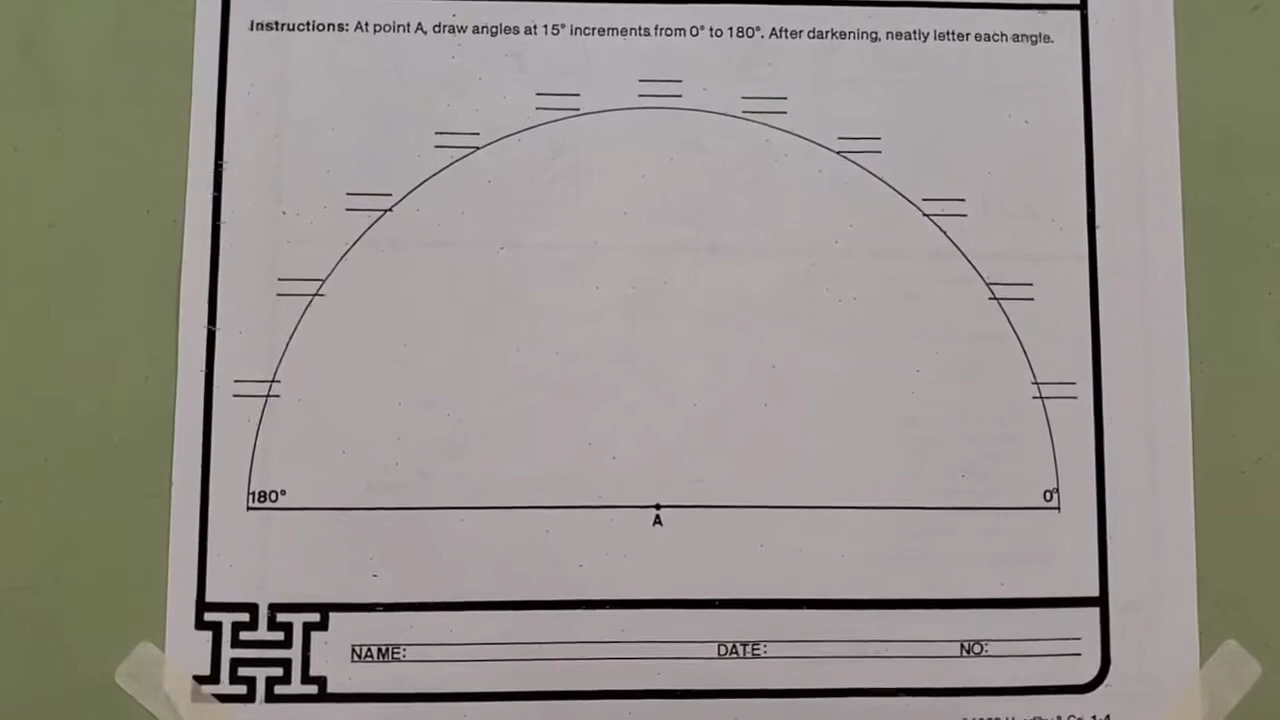 Instructions: At point A, draw angles at 15° increments from 0° to 180°. After darkening, neatly letter each angle.
180°
0°
A
H
NAME:
DATE:
NO: